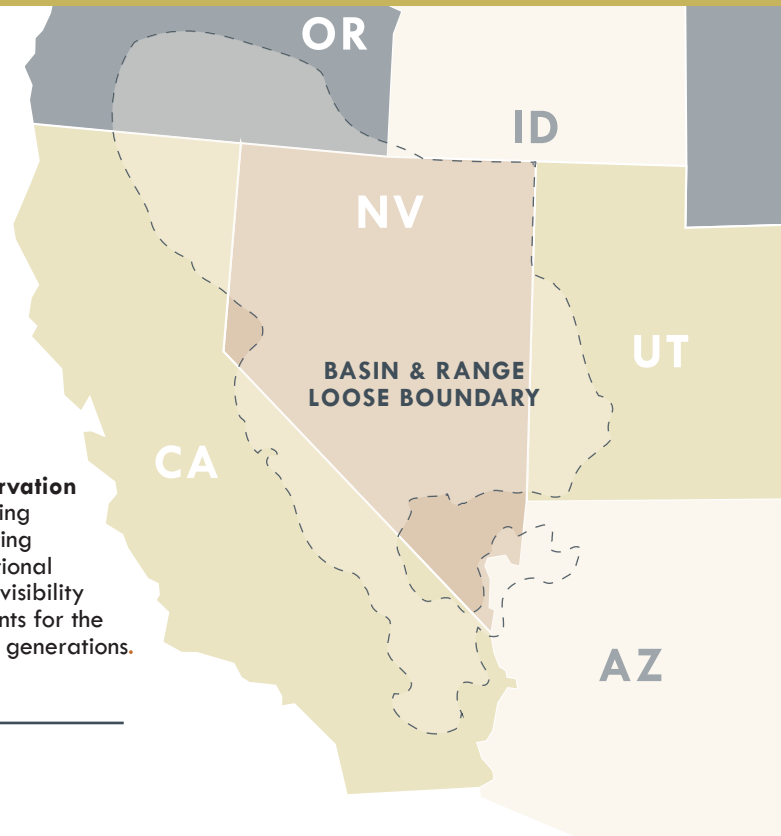 OR
ID
NV
UT
BASIN & RANGE
LOOSE BOUNDARY
CA
rvation
ing
ing
tional
visibility
nts for the
generations.
AZ